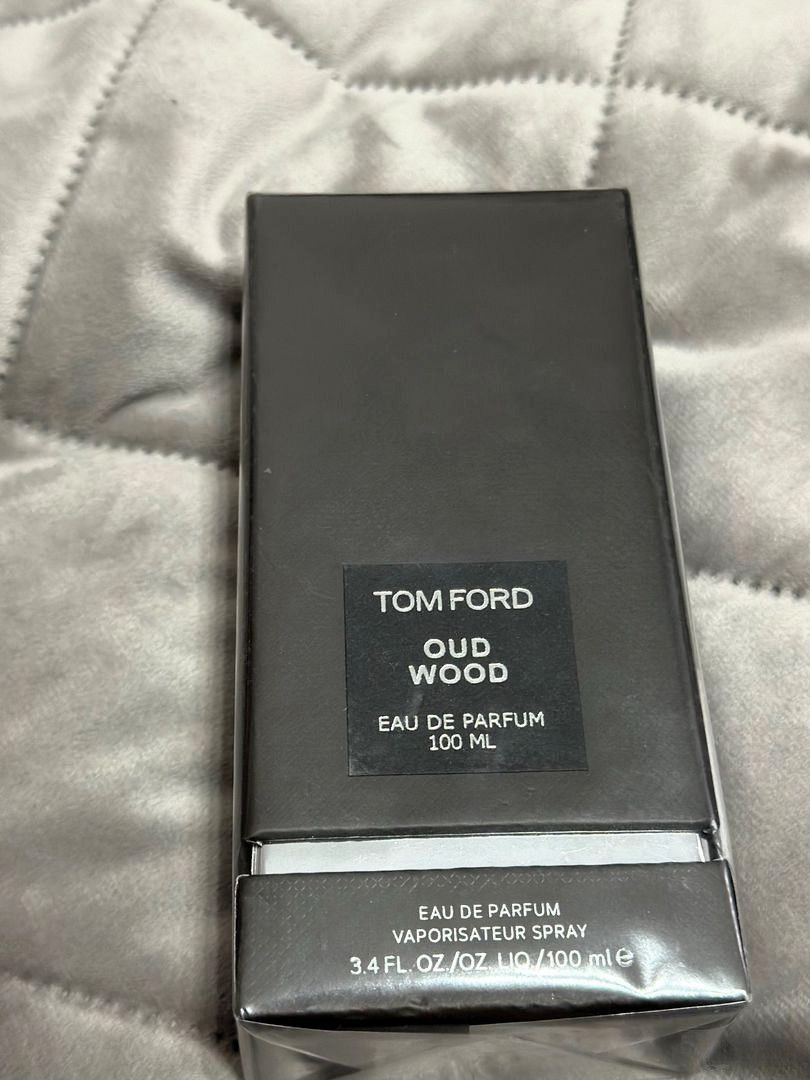 TOM FORD
OUD
WOOD
EAU DE PARFUM
100 ML
EAU DE PARFUM
VAPORISATEUR SPRAY
3.4 FL. OZ./OZ. LIQ./100 ml ℮